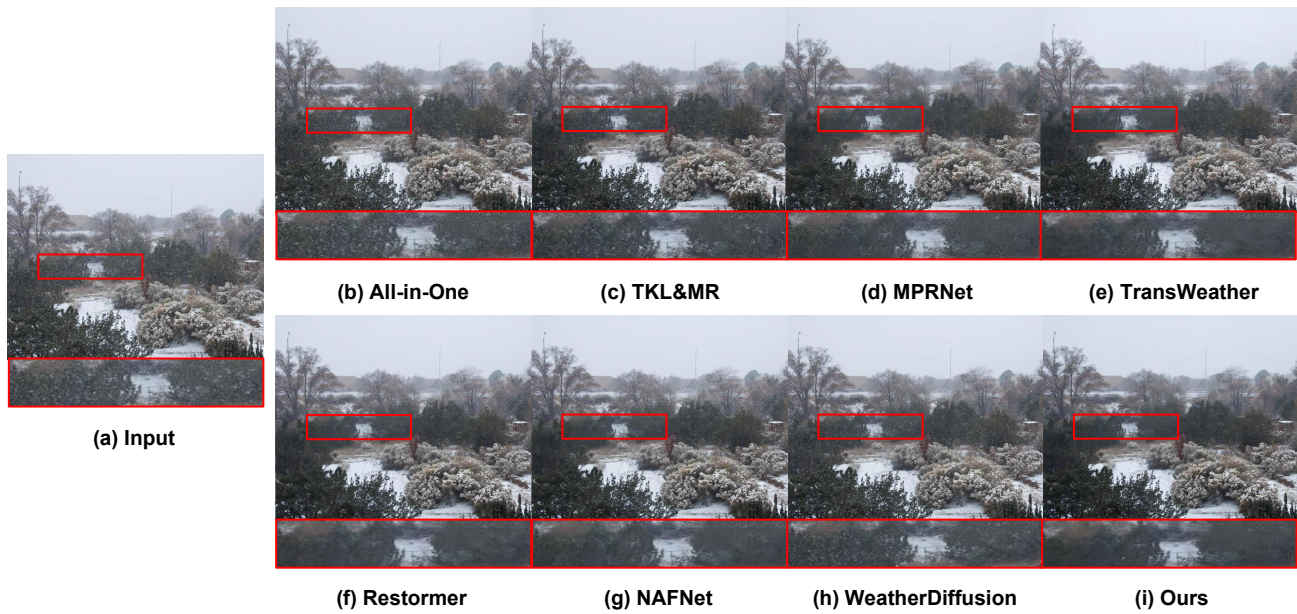 (b) All-in-One
(c) TKL&MR
(d) MPRNet
(e) TransWeather
(a) Input
(f) Restormer
(g) NAFNet
(h) WeatherDiffusion
(i) Ours